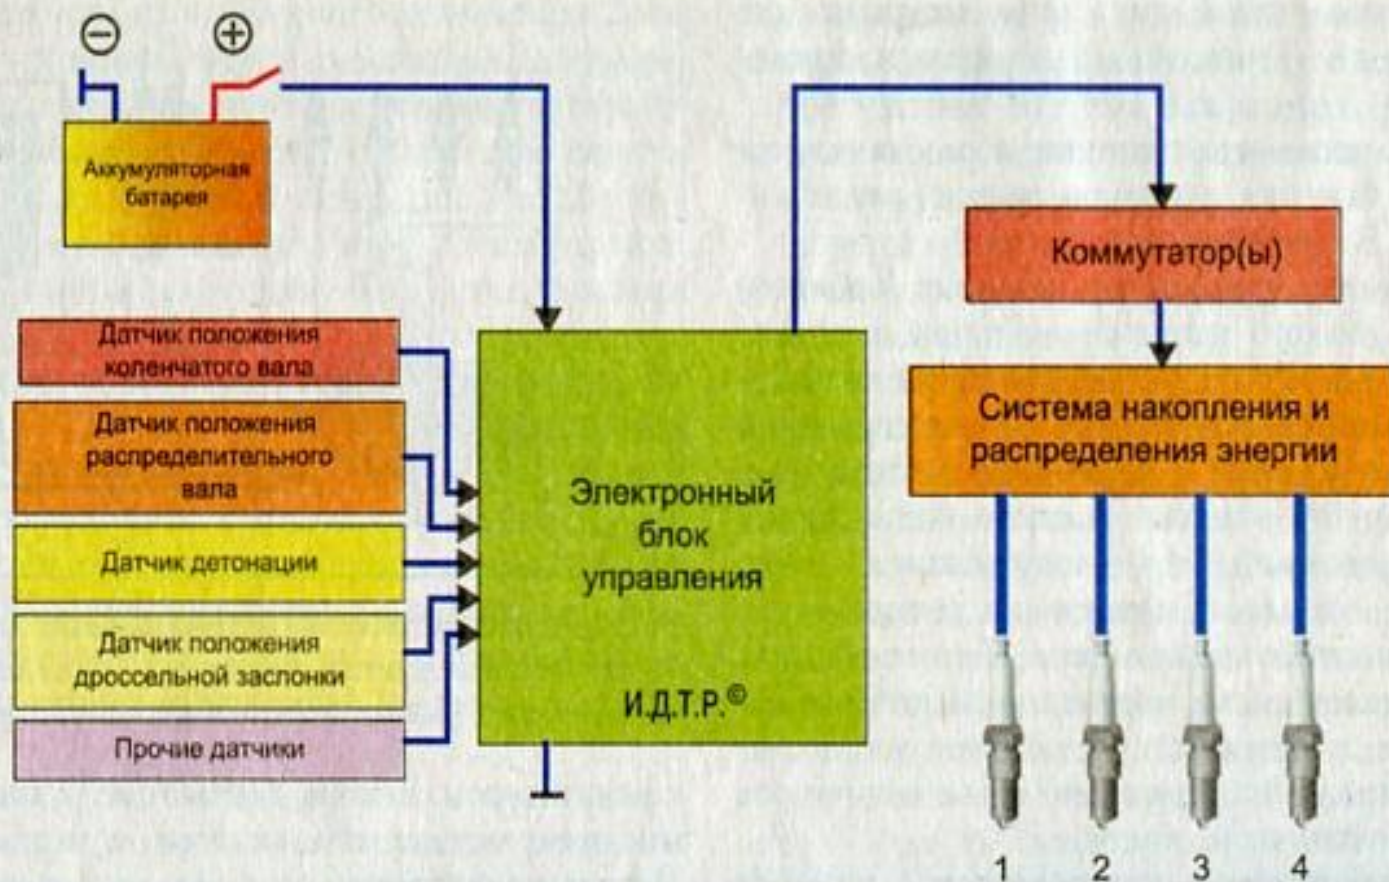 ⊖ ⊕
Аккумуляторная
батарея
Датчик положения
коленчатого вала
Датчик положения
распределительного
вала
Датчик детонации
Датчик положения
дроссельной заслонки
Прочие датчики
Электронный
блок
управления
И.Д.Т.Р.©
Коммутатор(ы)
Система накопления и
распределения энергии
1 2 3 4